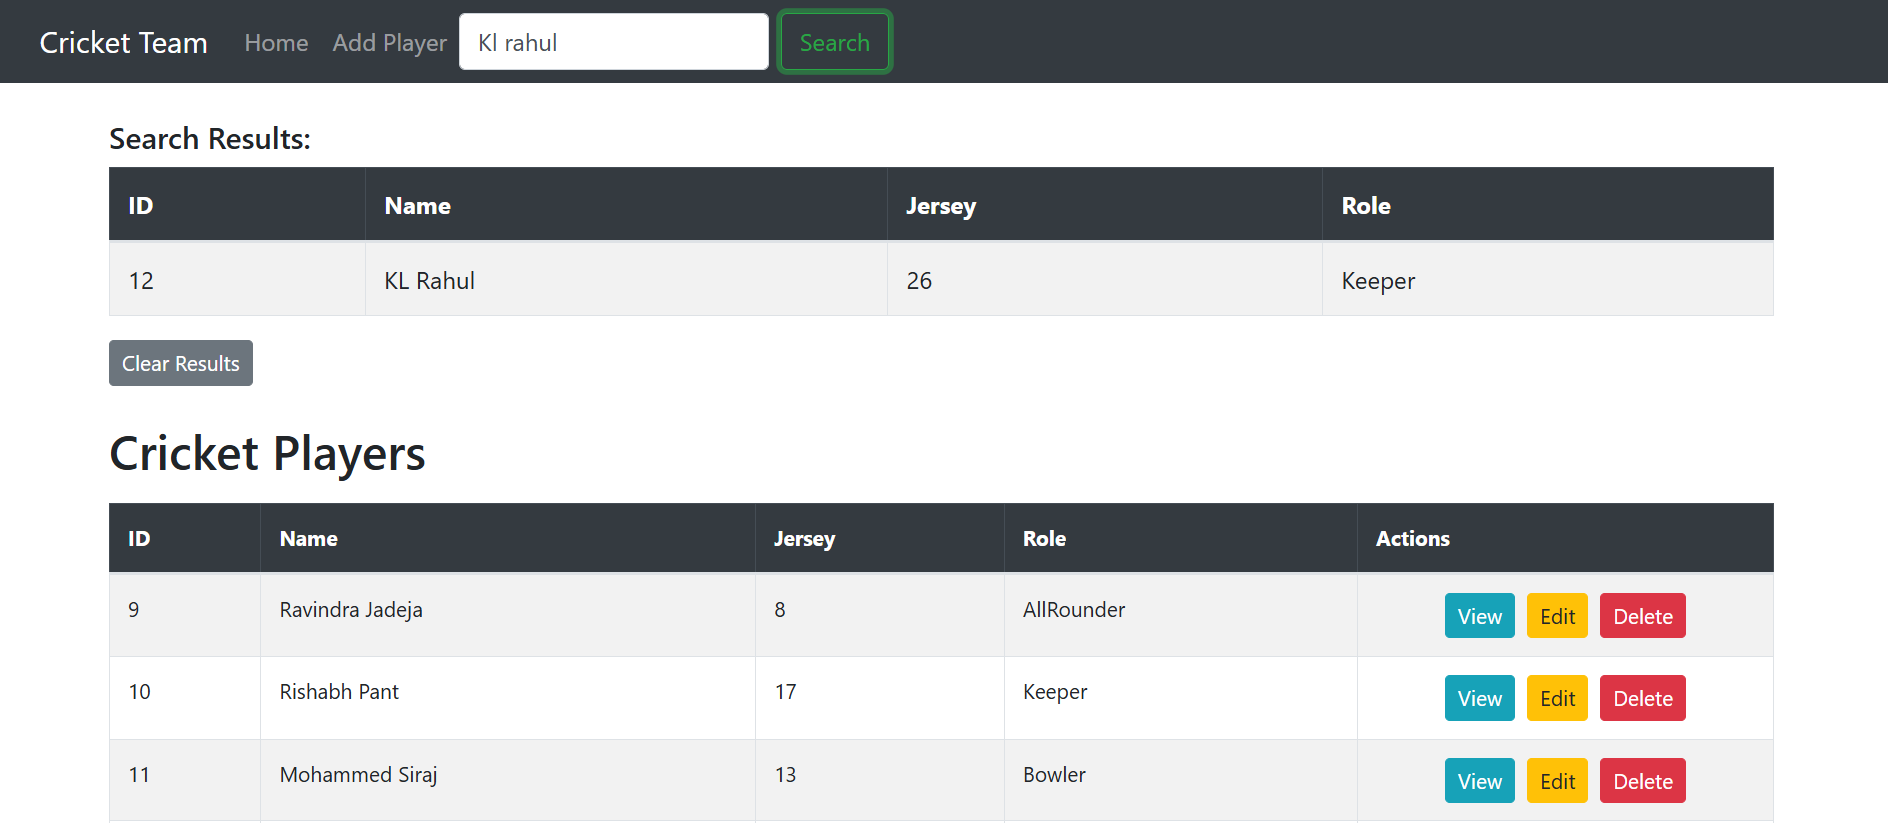 Cricket Team Home Add Player Kl rahul Search
Search Results:
ID Name Jersey Role
12 KL Rahul 26 Keeper
Clear Results
Cricket Players
ID Name Jersey Role Actions
9 Ravindra Jadeja 8 AllRounder View Edit Delete
10 Rishabh Pant 17 Keeper View Edit Delete
11 Mohammed Siraj 13 Bowler View Edit Delete